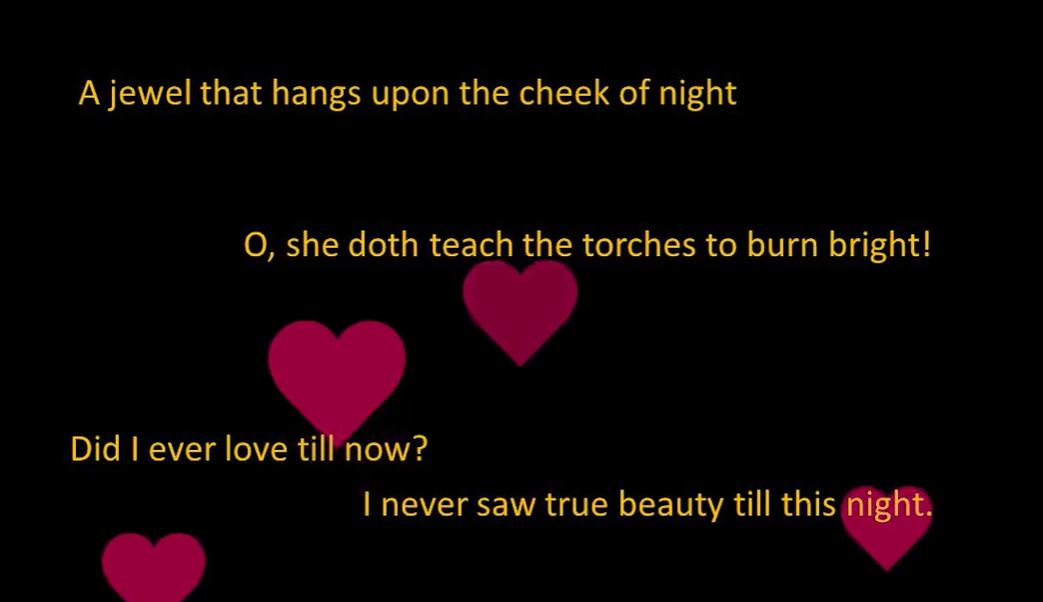 A jewel that hangs upon the cheek of night
O, she doth teach the torches to burn bright!
Did I ever love till now?
I never saw true beauty till this night.